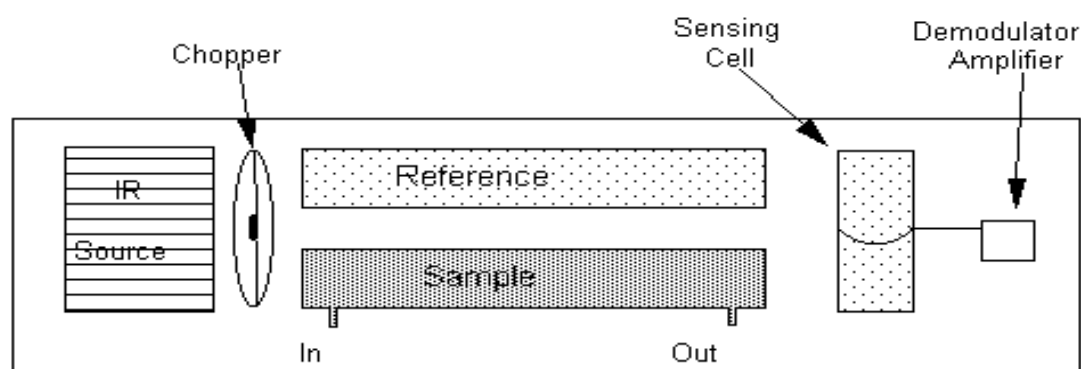 Chopper
Sensing
Cell
Demodulator
Amplifier
IR
Source
Reference
Sample
In
Out